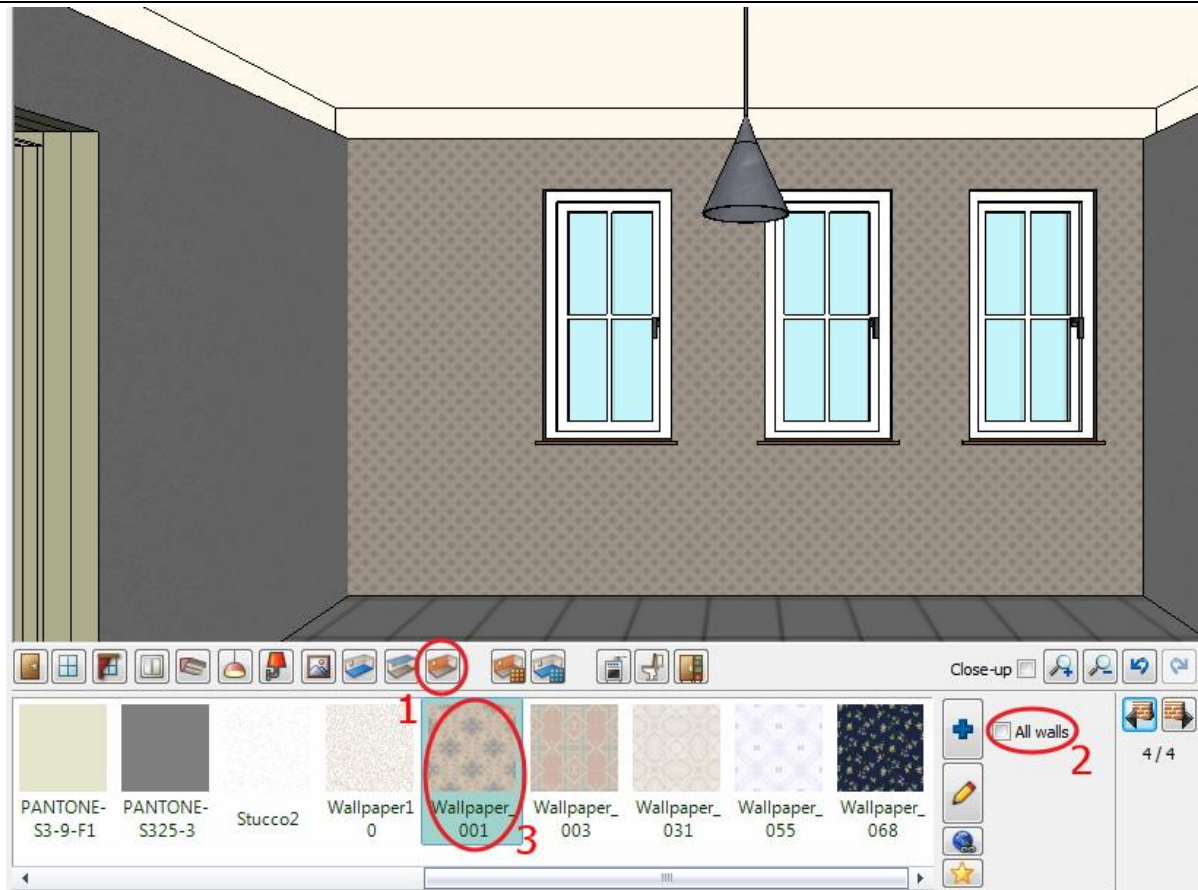 Close-up
1
All walls
2
4 / 4
PANTONE-
S3-9-F1
PANTONE-
S325-3
Stucco2
Wallpaper1
0
Wallpaper_
001
3
Wallpaper_
003
Wallpaper_
031
Wallpaper_
055
Wallpaper_
068